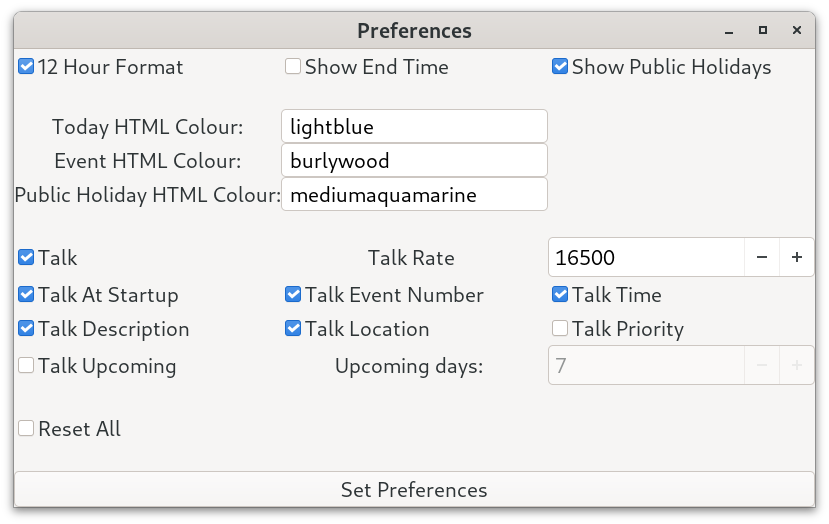 Preferences
12 Hour Format Show End Time Show Public Holidays
Today HTML Colour: lightblue
Event HTML Colour: burlywood
Public Holiday HTML Colour: mediumaquamarine
Talk Talk Rate 16500 − +
Talk At Startup Talk Event Number Talk Time
Talk Description Talk Location Talk Priority
Talk Upcoming Upcoming days: 7 − +
Reset All
Set Preferences